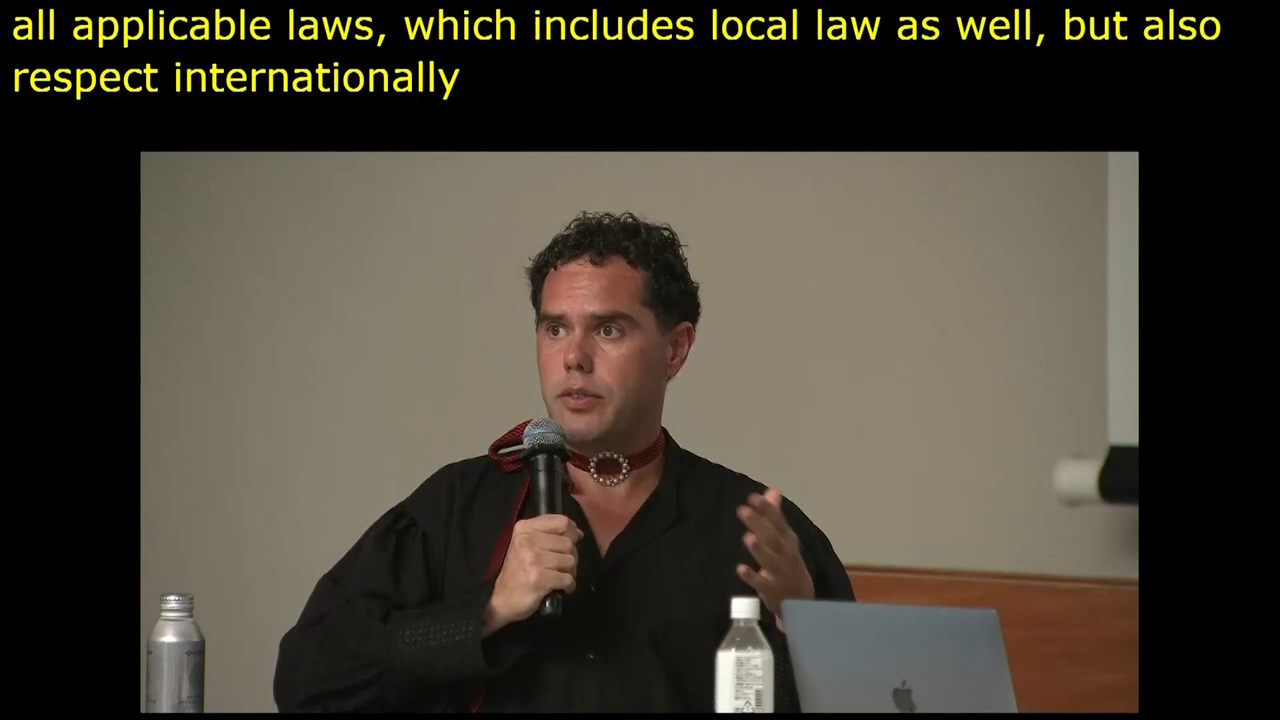 all applicable laws, which includes local law as well, but also
respect internationally